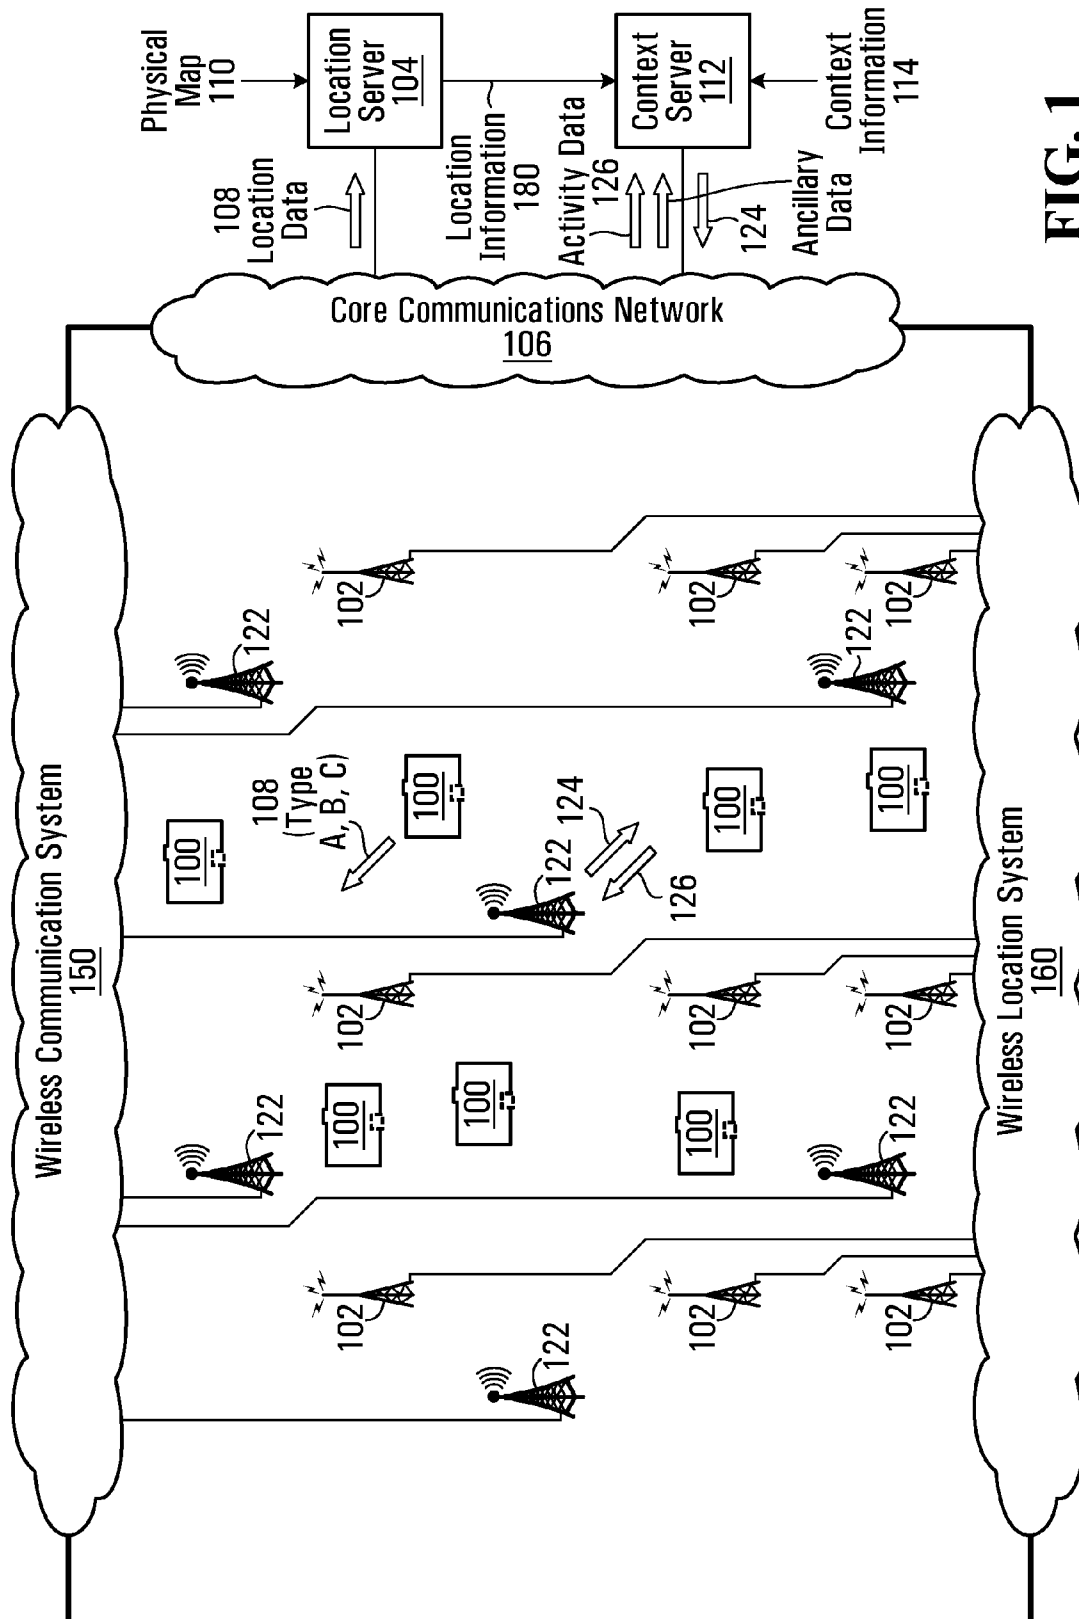 Wireless Communication System
150
Physical
Map
110
100
122
122
108
Location
Data
108
(Type
A, B, C)
102
100
102
102
Location
Server
104
100
100
Core Communications Network
106
Location
Information
180
122
122
124
126
Activity Data
126
102
100
102
100
102
Context
Server
112
124
Ancillary
Data
122
122
102
102
100
102
Context
Information
114
Wireless Location System
160
FIG. 1